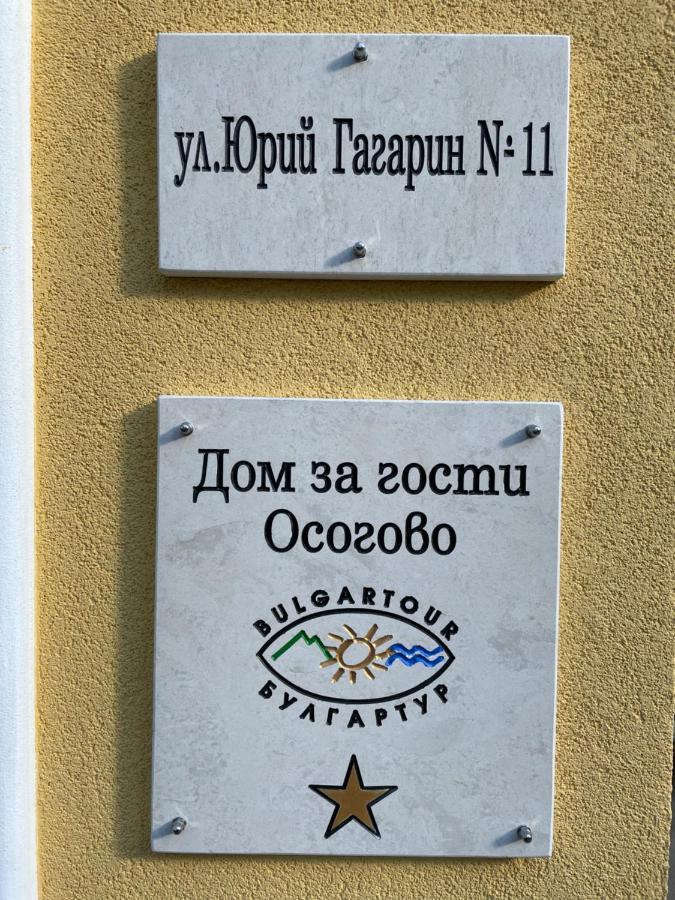 ул.Юрий Гагарин №11
Дом за гости
Осогово
BULGARTOUR
БУЛГАРТУР